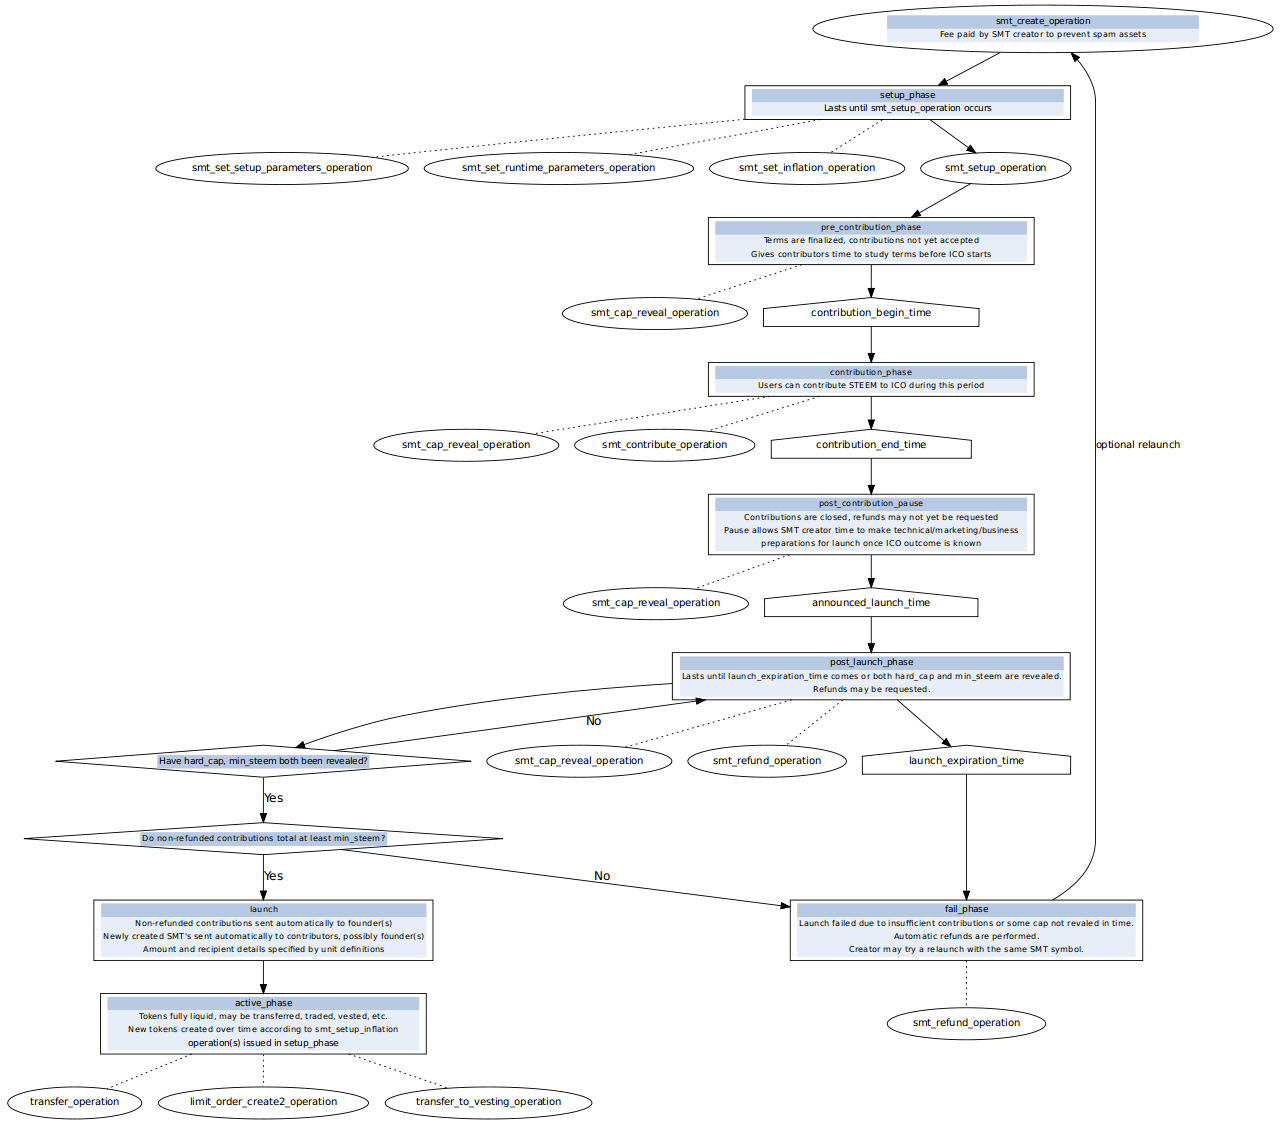 smt_create_operation
Fee paid by SMT creator to prevent spam assets
setup_phase
Lasts until smt_setup_operation occurs
smt_set_setup_parameters_operation
smt_set_runtime_parameters_operation
smt_set_inflation_operation
smt_setup_operation
pre_contribution_phase
Terms are finalized, contributions not yet accepted
Gives contributors time to study terms before ICO starts
smt_cap_reveal_operation
contribution_begin_time
contribution_phase
Users can contribute STEEM to ICO during this period
smt_cap_reveal_operation
smt_contribute_operation
contribution_end_time
optional relaunch
post_contribution_pause
Contributions are closed, refunds may not yet be requested
Pause allows SMT creator time to make technical/marketing/business
preparations for launch once ICO outcome is known
smt_cap_reveal_operation
announced_launch_time
post_launch_phase
Lasts until launch_expiration_time comes or both hard_cap and min_steem are revealed.
Refunds may be requested.
No
Have hard_cap, min_steem both been revealed?
smt_cap_reveal_operation
smt_refund_operation
launch_expiration_time
Yes
Do non-refunded contributions total at least min_steem?
Yes
No
launch
Non-refunded contributions sent automatically to founder(s)
Newly created SMT's sent automatically to contributors, possibly founder(s)
Amount and recipient details specified by unit definitions
fail_phase
Launch failed due to insufficient contributions or some cap not revaled in time.
Automatic refunds are performed.
Creator may try a relaunch with the same SMT symbol.
active_phase
Tokens fully liquid, may be transferred, traded, vested, etc.
New tokens created over time according to smt_setup_inflation
operation(s) issued in setup_phase
smt_refund_operation
transfer_operation
limit_order_create2_operation
transfer_to_vesting_operation